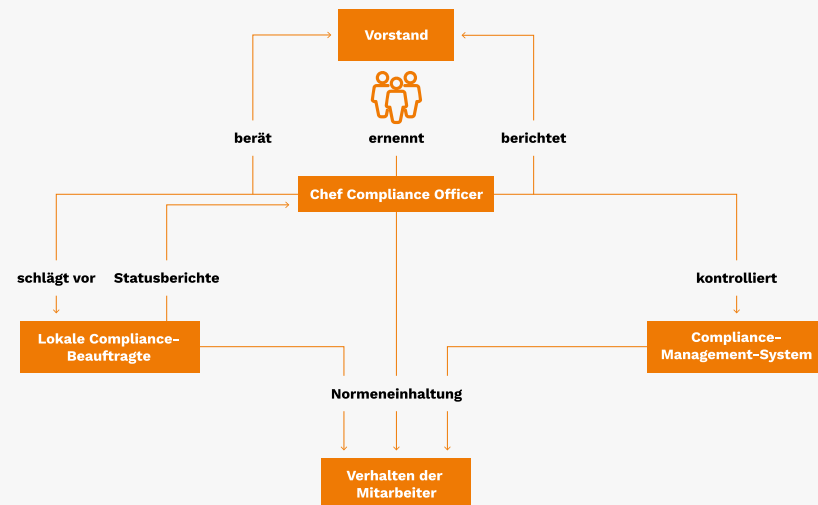 Vorstand
berät
ernennt
berichtet
Chef Compliance Officer
schlägt vor
Statusberichte
kontrolliert
Lokale Compliance-
Beauftragte
Compliance-
Management-System
Normeneinhaltung
Verhalten der
Mitarbeiter